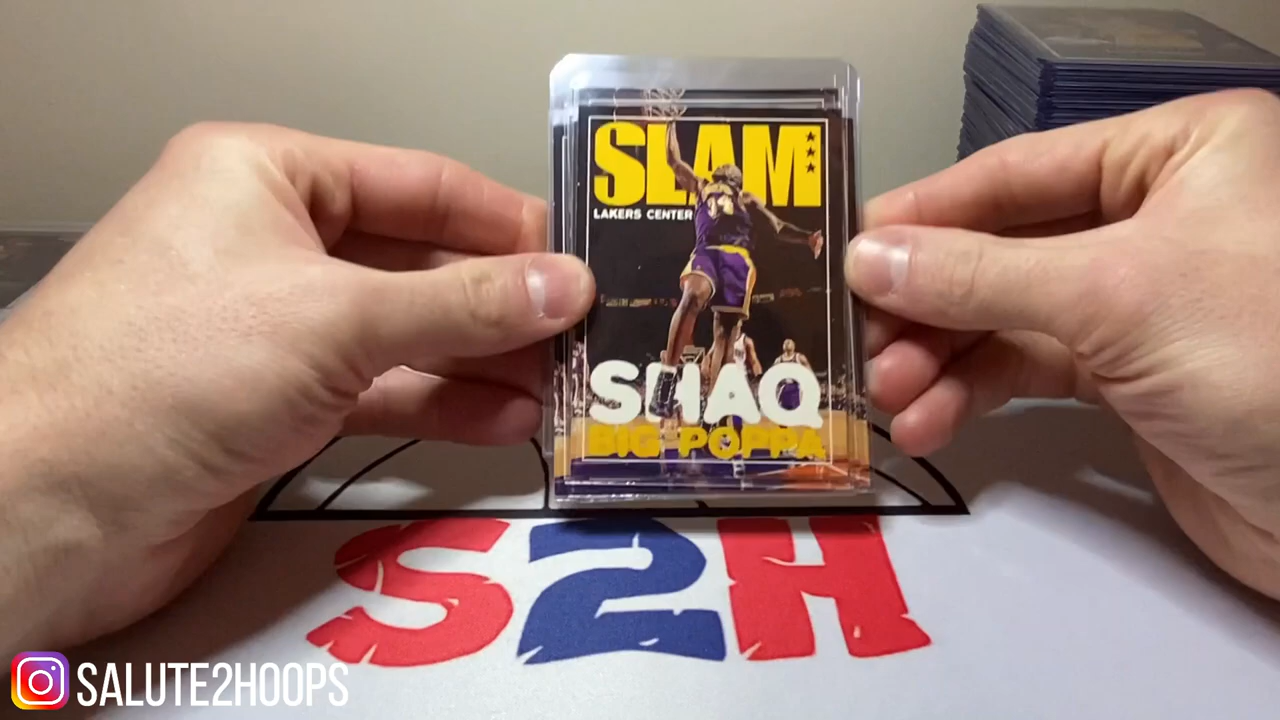 SLAM
LAKERS CENTER
34
SHAQ
BIG POPPA
S2H
SALUTE2HOOPS